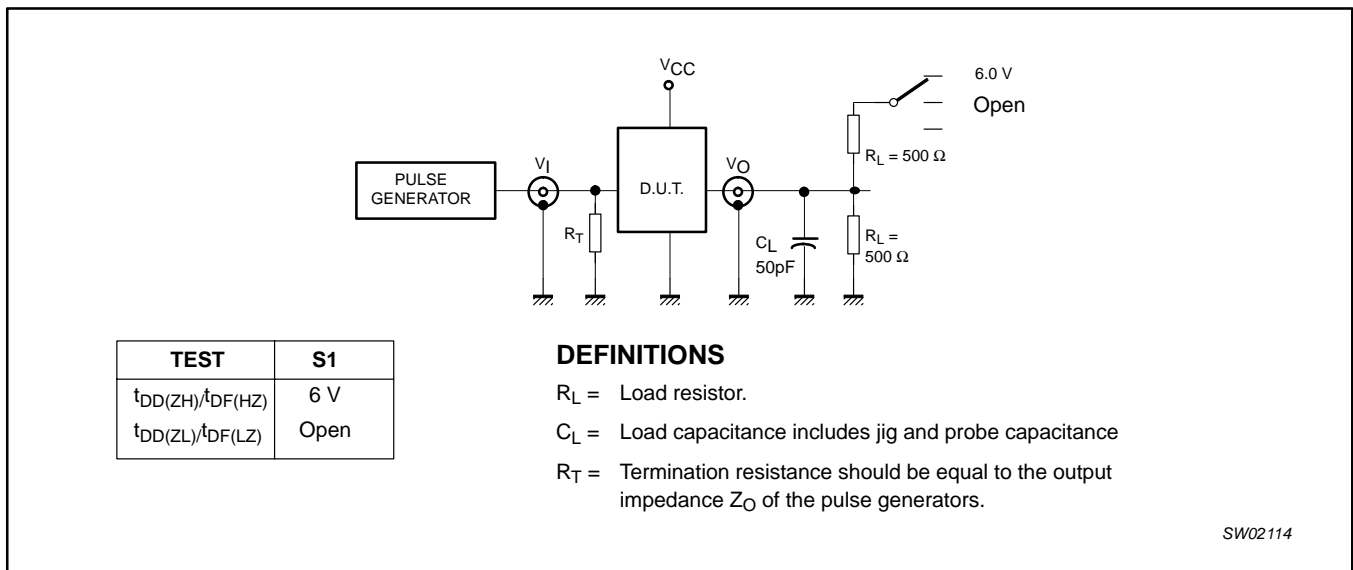 VCC
6.0 V
Open
RL = 500 Ω
PULSE
GENERATOR
VI
D.U.T.
VO
RT
CL
50pF
RL =
500 Ω
TEST S1
tDD(ZH)/tDF(HZ) 6 V
tDD(ZL)/tDF(LZ) Open
DEFINITIONS
RL = Load resistor.
CL = Load capacitance includes jig and probe capacitance
RT = Termination resistance should be equal to the output
impedance ZO of the pulse generators.
SW02114